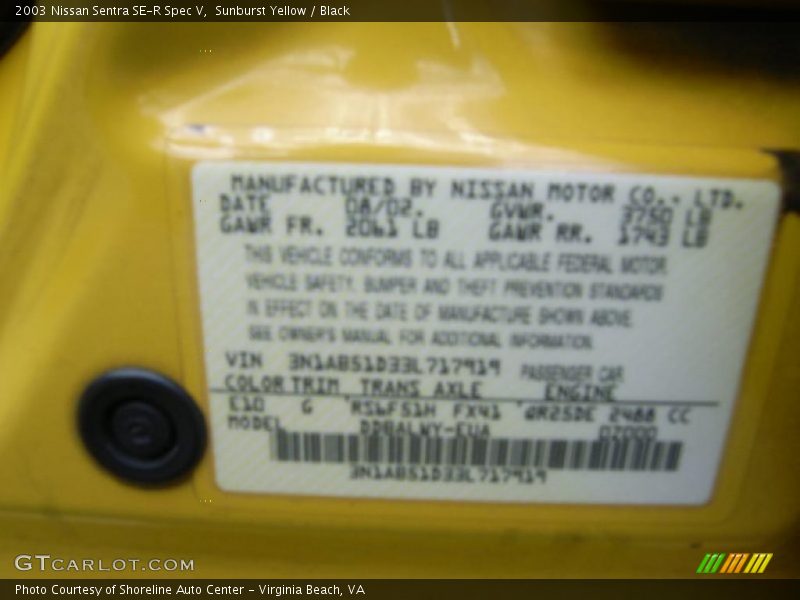 2003 Nissan Sentra SE-R Spec V,  Sunburst Yellow / Black
MANUFACTURED BY NISSAN MOTOR CO., LTD.
DATE 08/02. GVWR. 3750 LB
GAWR FR. 2061 LB GAWR RR. 1743 LB
THIS VEHICLE CONFORMS TO ALL APPLICABLE FEDERAL MOTOR
VEHICLE SAFETY, BUMPER AND THEFT PREVENTION STANDARDS
IN EFFECT ON THE DATE OF MANUFACTURE SHOWN ABOVE.
SEE OWNER'S MANUAL FOR ADDITIONAL INFORMATION.
VIN 3N1AB51D33L717919 PASSENGER CAR
COLOR TRIM TRANS AXLE ENGINE
G RS6F51H FX41 QR25DE 2488 CC
MODEL
3N1AB51D33L717919
GTCARLOT.COM
Photo Courtesy of Shoreline Auto Center - Virginia Beach, VA